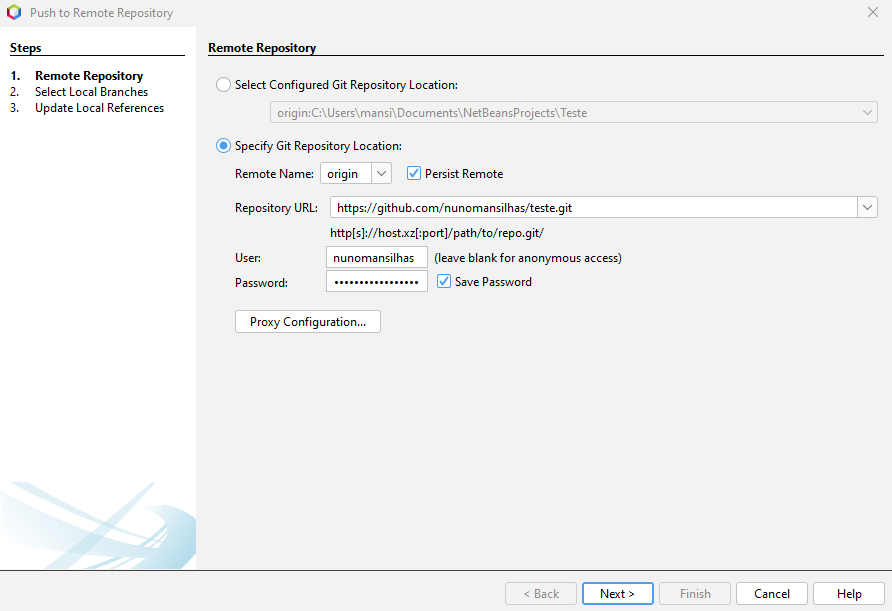 Push to Remote Repository
Steps
1. Remote Repository
2. Select Local Branches
3. Update Local References
Remote Repository
Select Configured Git Repository Location:
origin:C:\Users\mansi\Documents\NetBeansProjects\Teste
Specify Git Repository Location:
Remote Name: origin Persist Remote
Repository URL: https://github.com/nunomansilhas/teste.git
http[s]://host.xz[:port]/path/to/repo.git/
User: nunomansilhas (leave blank for anonymous access)
Password: ••••••••••••••••• Save Password
Proxy Configuration...
< Back Next > Finish Cancel Help